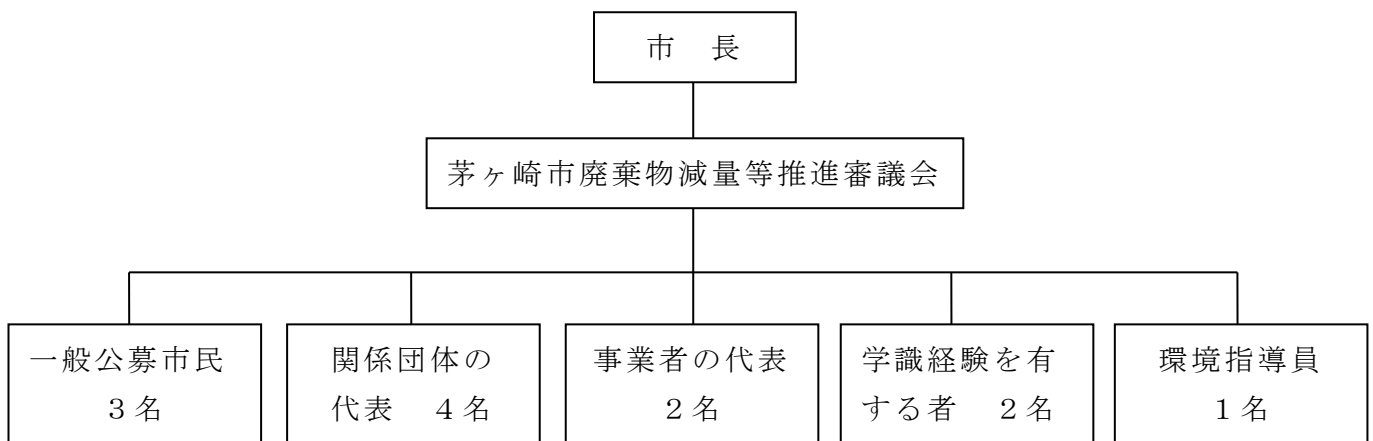 市　長
茅ヶ崎市廃棄物減量等推進審議会
一般公募市民
３名
関係団体の
代表　４名
事業者の代表
２名
学識経験を有
する者　２名
環境指導員
１名